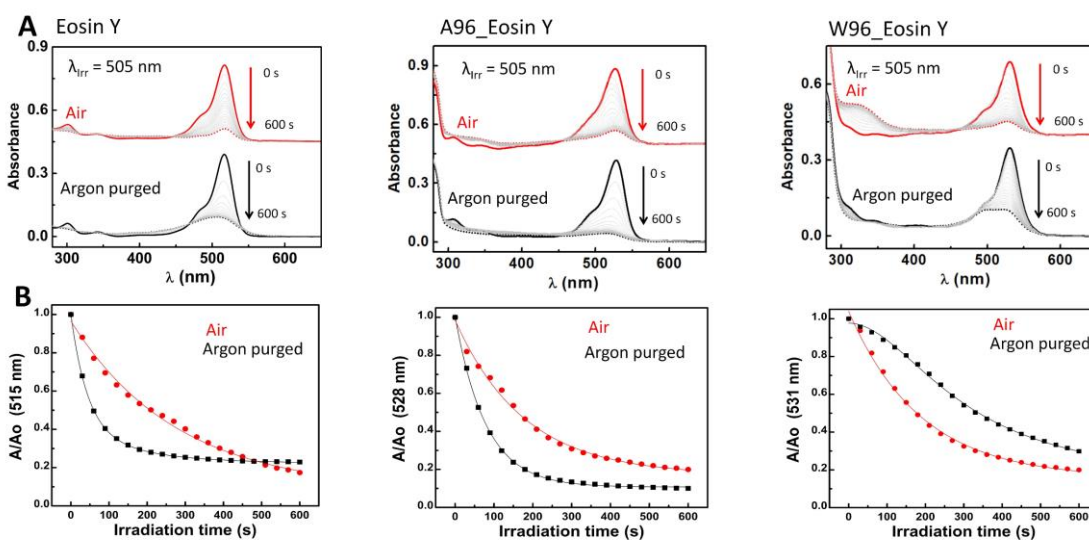 A
Eosin Y
A96_Eosin Y
W96_Eosin Y
Absorbance
0.9
0.6
0.3
0.0
λIrr = 505 nm
0 s
Air
600 s
0 s
Argon purged
600 s
300 400 500 600
λ (nm)
Absorbance
0.9
0.6
0.3
0.0
λIrr = 505 nm
0 s
Air
600 s
0 s
Argon purged
600 s
300 400 500 600
λ (nm)
Absorbance
0.9
0.6
0.3
0.0
λIrr = 505 nm
0 s
Air
600 s
0 s
Argon purged
600 s
300 400 500 600
λ (nm)
B
A/Ao (515 nm)
1.0
0.8
0.6
0.4
0.2
0.0
Air
Argon purged
0 100 200 300 400 500 600
Irradiation time (s)
A/Ao (528 nm)
1.0
0.8
0.6
0.4
0.2
0.0
Air
Argon purged
0 100 200 300 400 500 600
Irradiation time (s)
A/Ao (531 nm)
1.0
0.8
0.6
0.4
0.2
0.0
Air
Argon purged
0 100 200 300 400 500 600
Irradiation time (s)